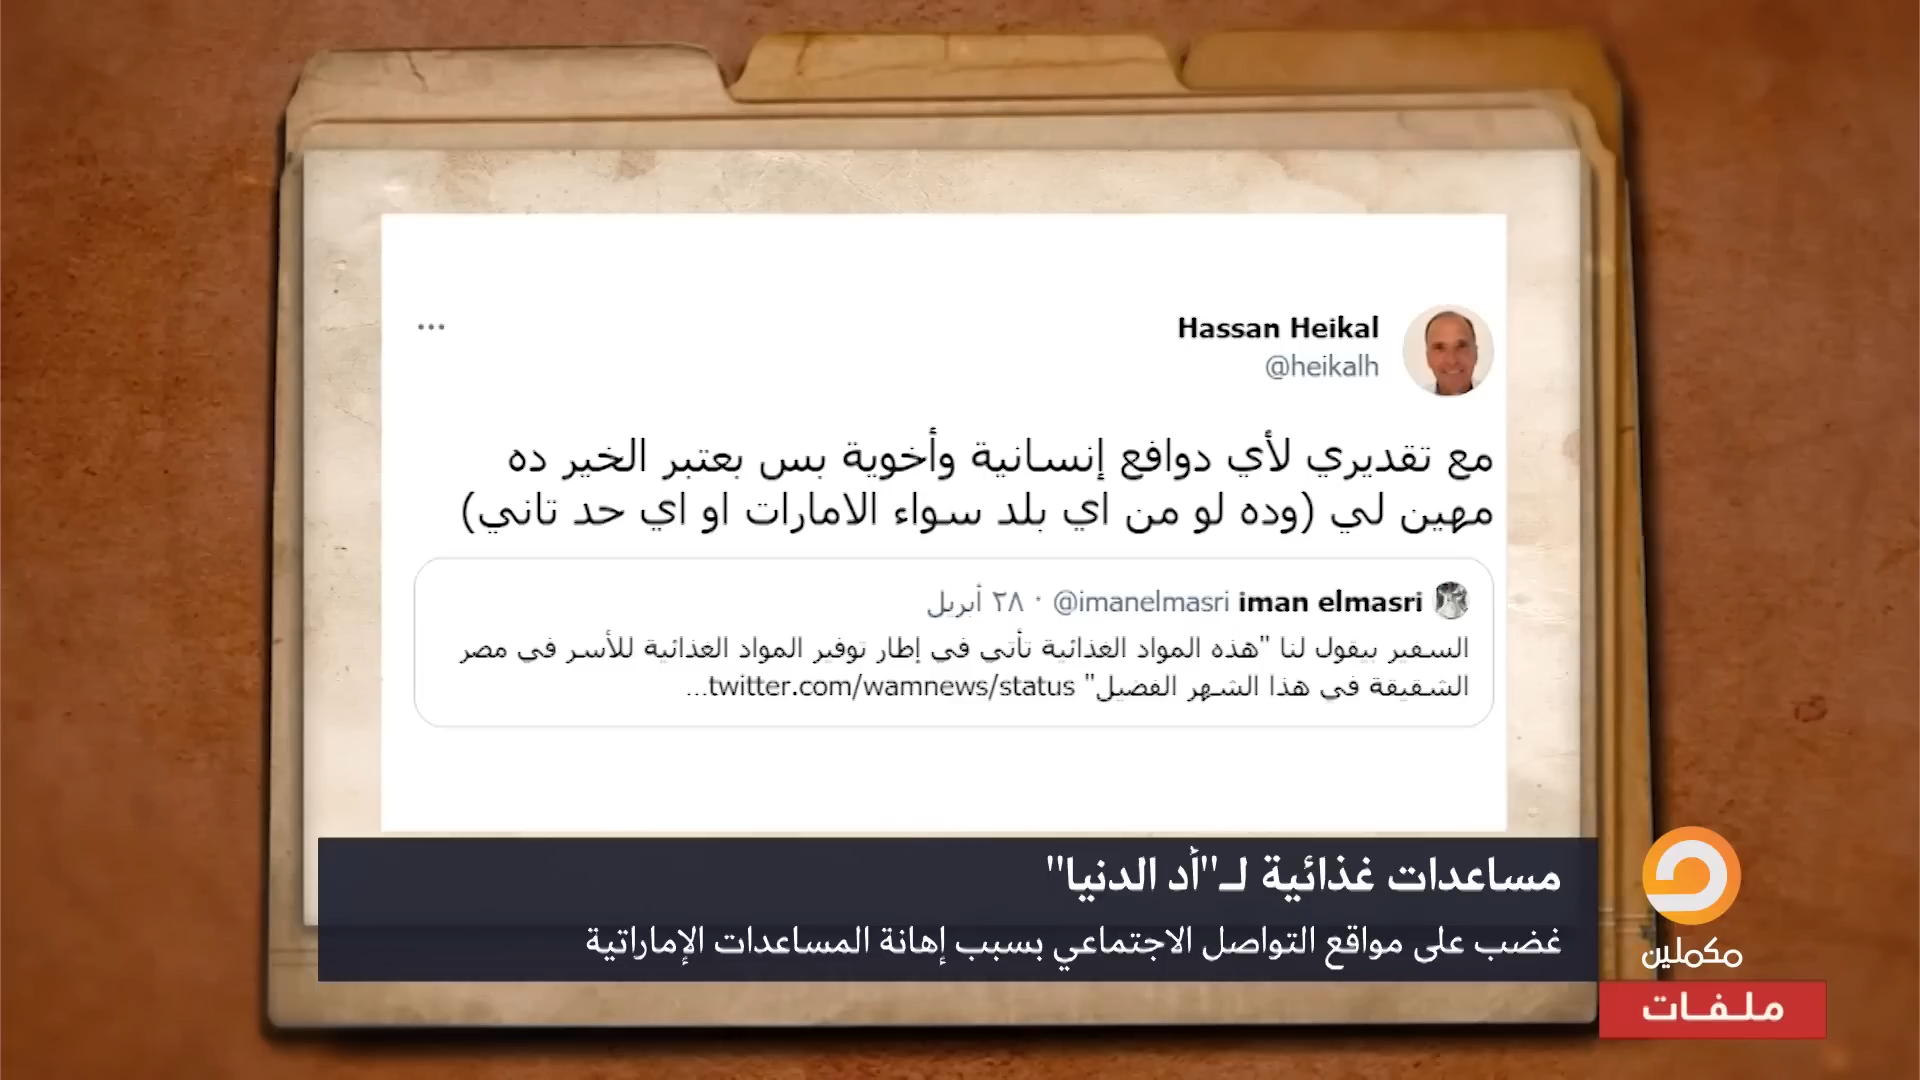 Hassan Heikal
@heikalh
مع تقديري لأي دوافع إنسانية وأخوية بس بعتبر الخير ده
مهين لي (وده لو من اي بلد سواء الامارات او اي حد تاني)
iman elmasri @imanelmasri · ٢٨ أبريل
السفير بيقول لنا "هذه المواد الغذائية تأتي في إطار توفير المواد الغذائية للأسر في مصر
الشقيقة في هذا الشهر الفضيل" twitter.com/wamnews/status...
مساعدات غذائية لـ"أد الدنيا"
غضب على مواقع التواصل الاجتماعي بسبب إهانة المساعدات الإماراتية
مكملين
ملفات